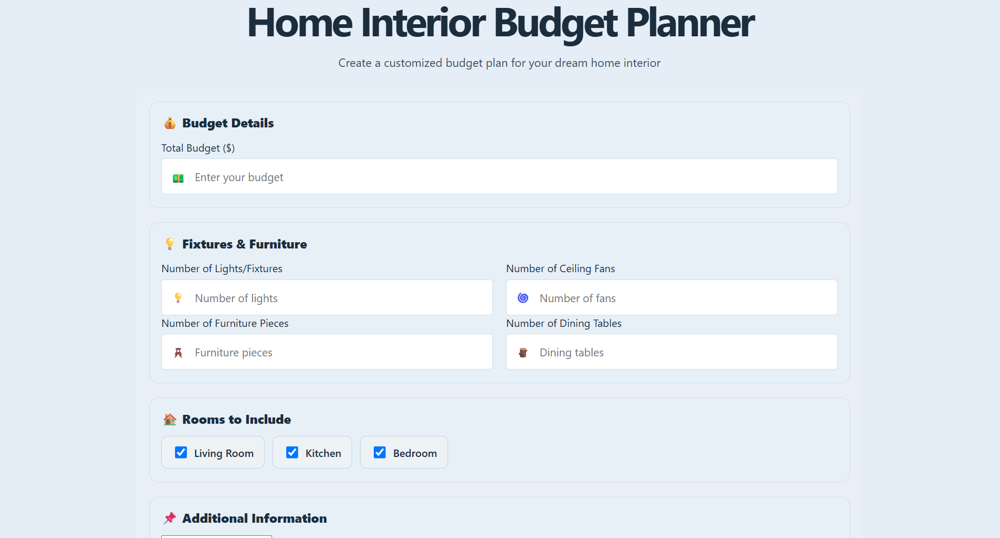 Home Interior Budget Planner
Create a customized budget plan for your dream home interior
💰 Budget Details
Total Budget ($)
💵 Enter your budget
💡 Fixtures & Furniture
Number of Lights/Fixtures
💡 Number of lights
Number of Ceiling Fans
🌀 Number of fans
Number of Furniture Pieces
🪑 Furniture pieces
Number of Dining Tables
🪵 Dining tables
🏠 Rooms to Include
Living Room
Kitchen
Bedroom
📌 Additional Information